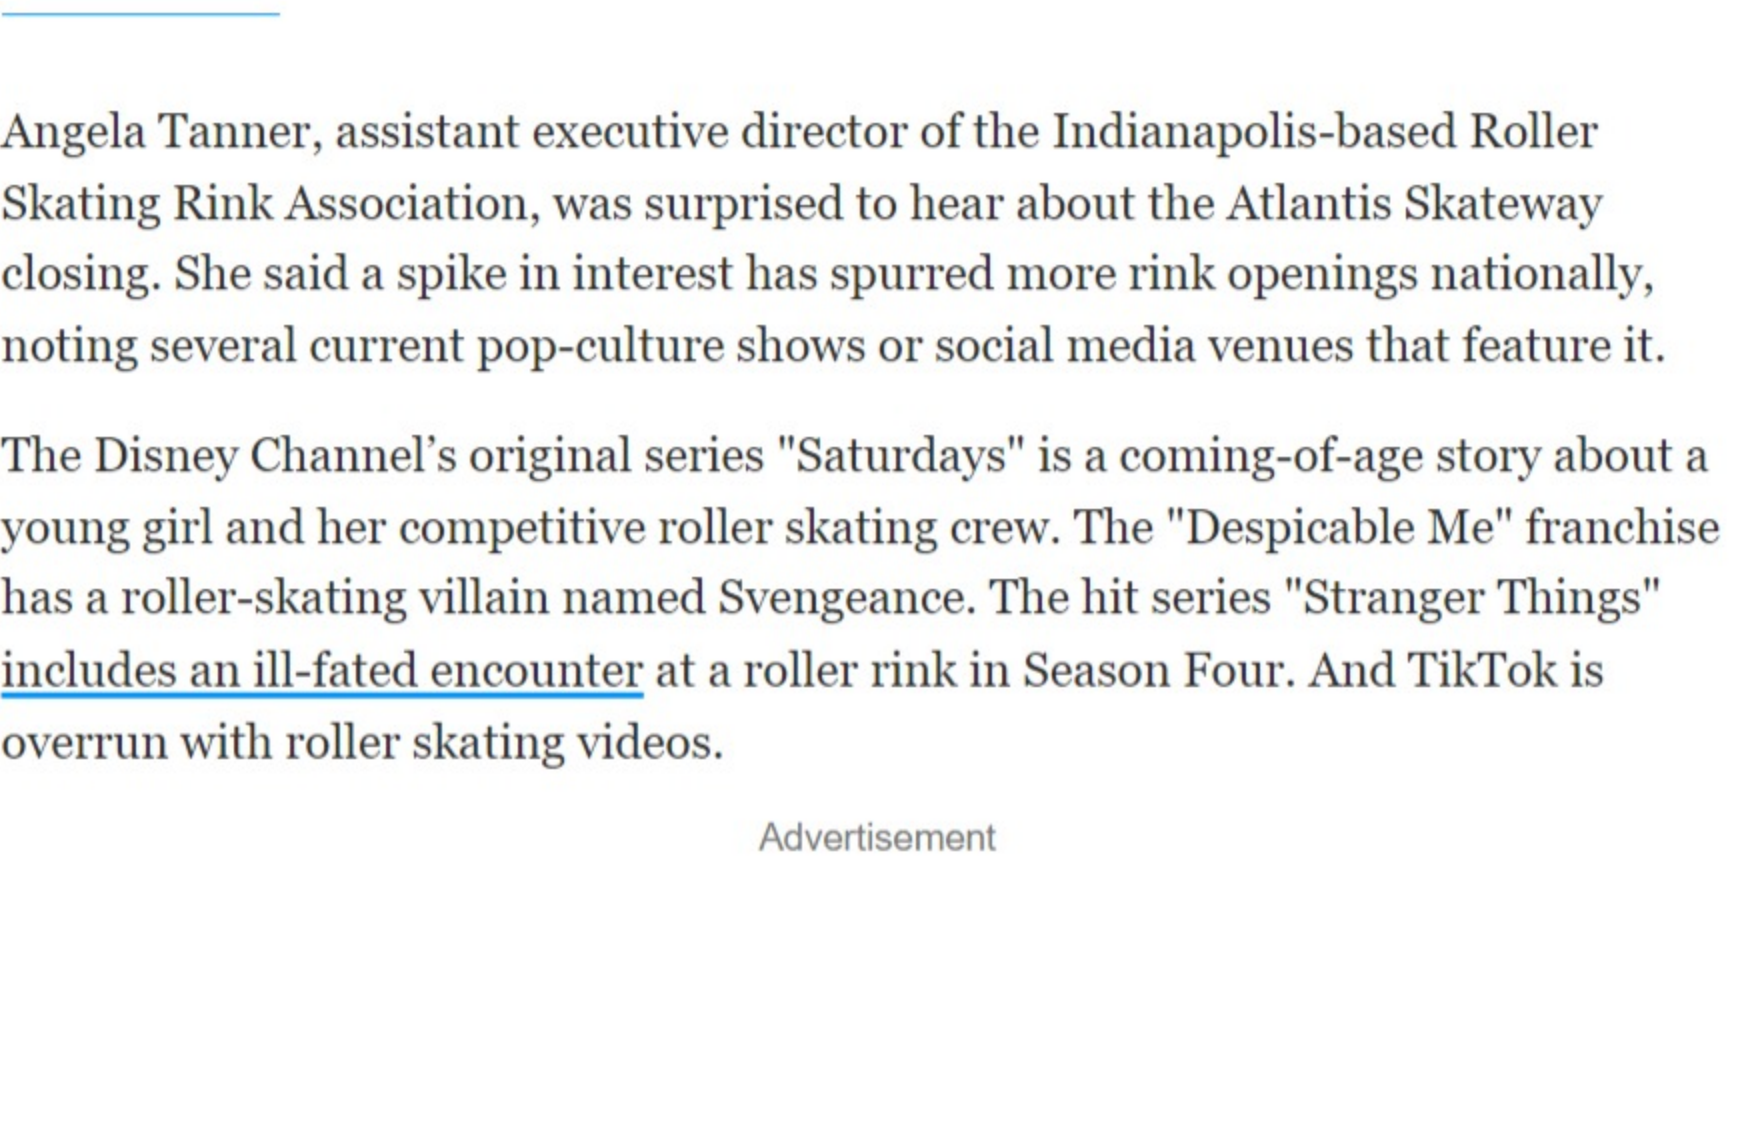 Angela Tanner, assistant executive director of the Indianapolis-based Roller
Skating Rink Association, was surprised to hear about the Atlantis Skateway
closing. She said a spike in interest has spurred more rink openings nationally,
noting several current pop-culture shows or social media venues that feature it.
The Disney Channel’s original series "Saturdays" is a coming-of-age story about a
young girl and her competitive roller skating crew. The "Despicable Me" franchise
has a roller-skating villain named Svengeance. The hit series "Stranger Things"
includes an ill-fated encounter at a roller rink in Season Four. And TikTok is
overrun with roller skating videos.
Advertisement